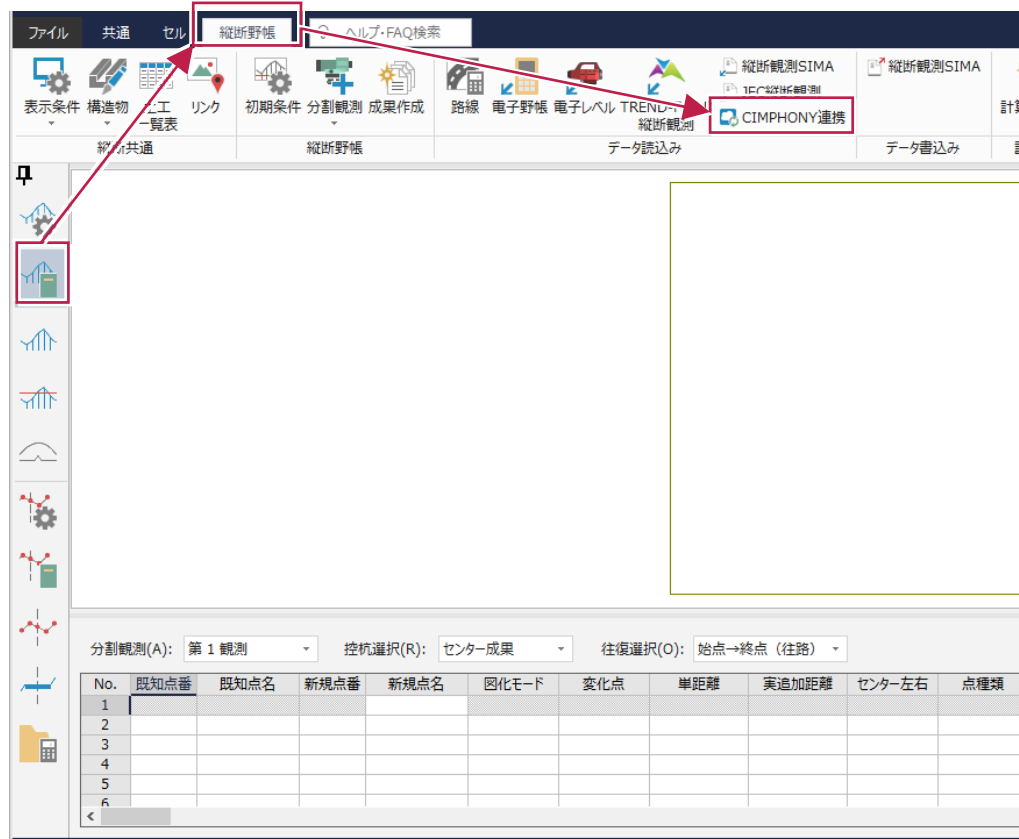 ファイル 共通 セル 縦断野帳 ヘルプ・FAQ検索
縦断観測SIMA 縦断観測SIMA
JFC縦断観測
CIMPHONY連携
表示条件 構造物 土工 リンク 初期条件 分割観測 成果作成 路線 電子野帳 電子レベル TREND-
一覧表 縦断観測
縦断共通 縦断野帳 データ読込み データ書込み
分割観測(A): 第1観測 控杭選択(R): センター成果 往復選択(O): 始点→終点（往路）
No. 既知点番 既知点名 新規点番 新規点名 図化モード 変化点 単距離 実追加距離 センター左右 点種類
1
2
3
4
5
6